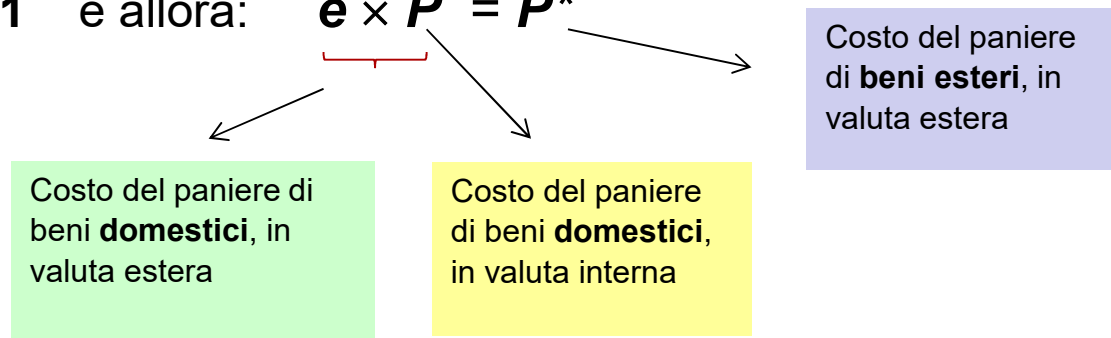 1 e allora: e × P = P*
Costo del paniere
di beni esteri, in
valuta estera
Costo del paniere di
beni domestici, in
valuta estera
Costo del paniere
di beni domestici,
in valuta interna